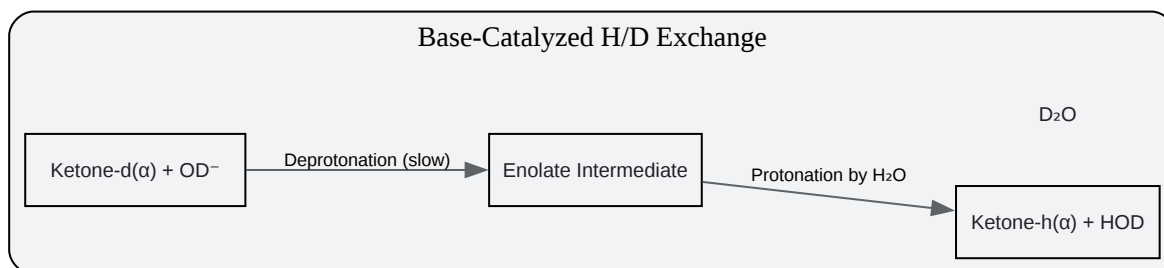 Base-Catalyzed H/D Exchange
D₂O
Ketone-d(α) + OD⁻
Deprotonation (slow)
Enolate Intermediate
Protonation by H₂O
Ketone-h(α) + HOD